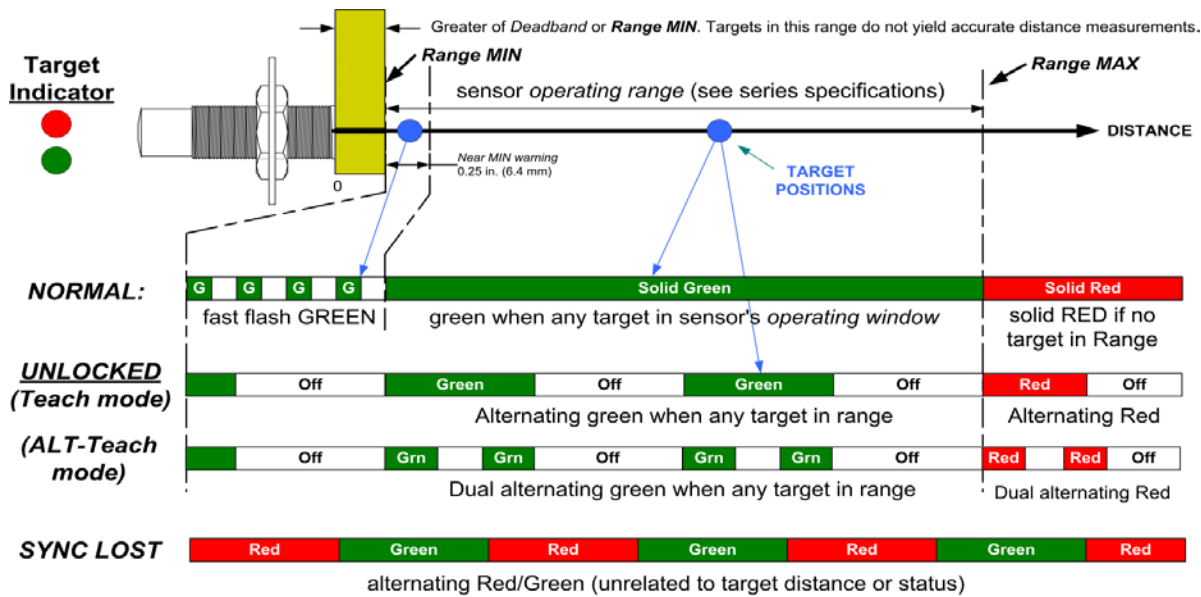 Greater of Deadband or Range MIN. Targets in this range do not yield accurate distance measurements.
Target
Indicator
Range MIN
Range MAX
sensor operating range (see series specifications)
DISTANCE
Near MIN warning
0.25 in. (6.4 mm)
TARGET
POSITIONS
0
NORMAL:
G G G G Solid Green Solid Red
fast flash GREEN
green when any target in sensor's operating window
solid RED if no
target in Range
UNLOCKED
(Teach mode)
Off Green Off Green Off Red Off
Alternating green when any target in range
Alternating Red
(ALT-Teach
mode)
Off Grn Grn Off Grn Grn Off Red Red Off
Dual alternating green when any target in range
Dual alternating Red
SYNC LOST
Red Green Red Green Red Green Red
alternating Red/Green (unrelated to target distance or status)